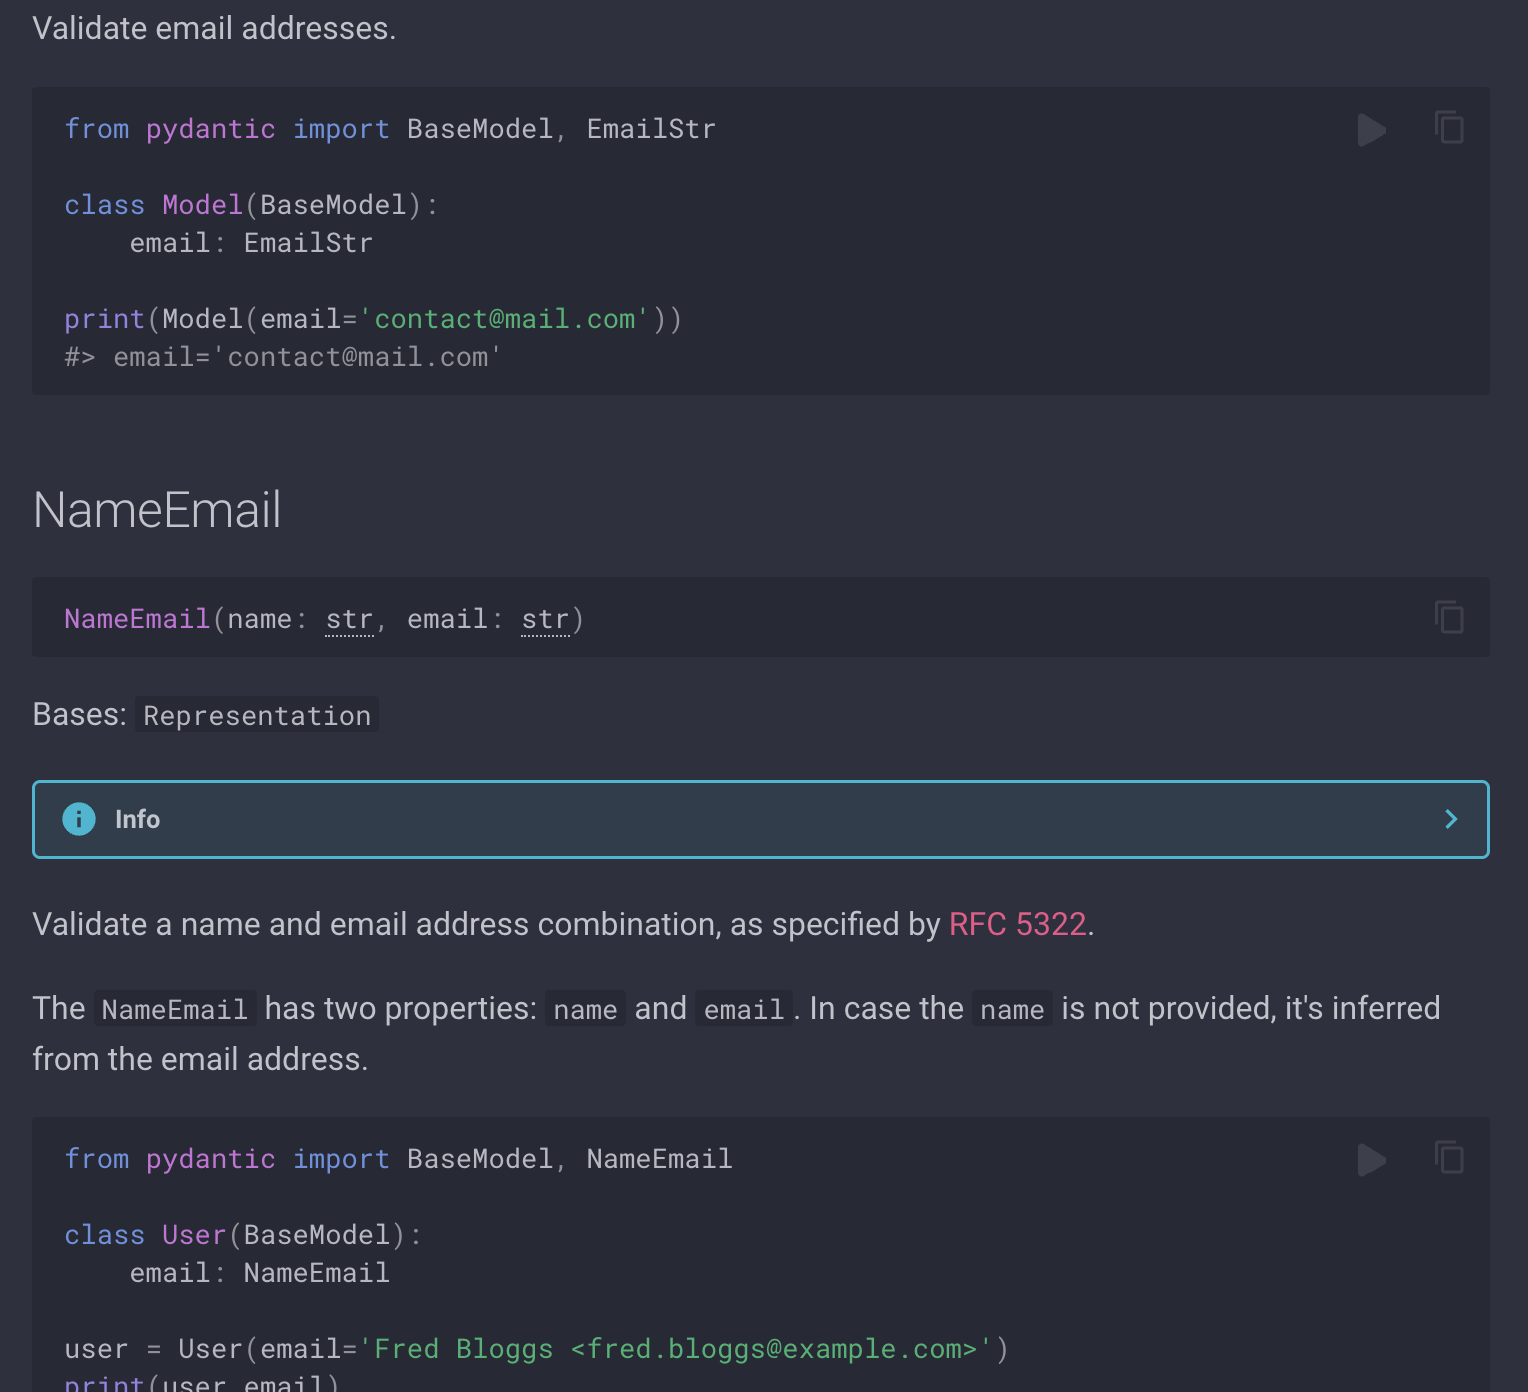 Validate email addresses.
from pydantic import BaseModel, EmailStr
class Model(BaseModel):
    email: EmailStr
print(Model(email='contact@mail.com'))
#> email='contact@mail.com'
NameEmail
NameEmail(name: str, email: str)
Bases: Representation
Info
Validate a name and email address combination, as specified by RFC 5322.
The NameEmail has two properties: name and email. In case the name is not provided, it's inferred
from the email address.
from pydantic import BaseModel, NameEmail
class User(BaseModel):
    email: NameEmail
user = User(email='Fred Bloggs <fred.bloggs@example.com>')
print(user.email)